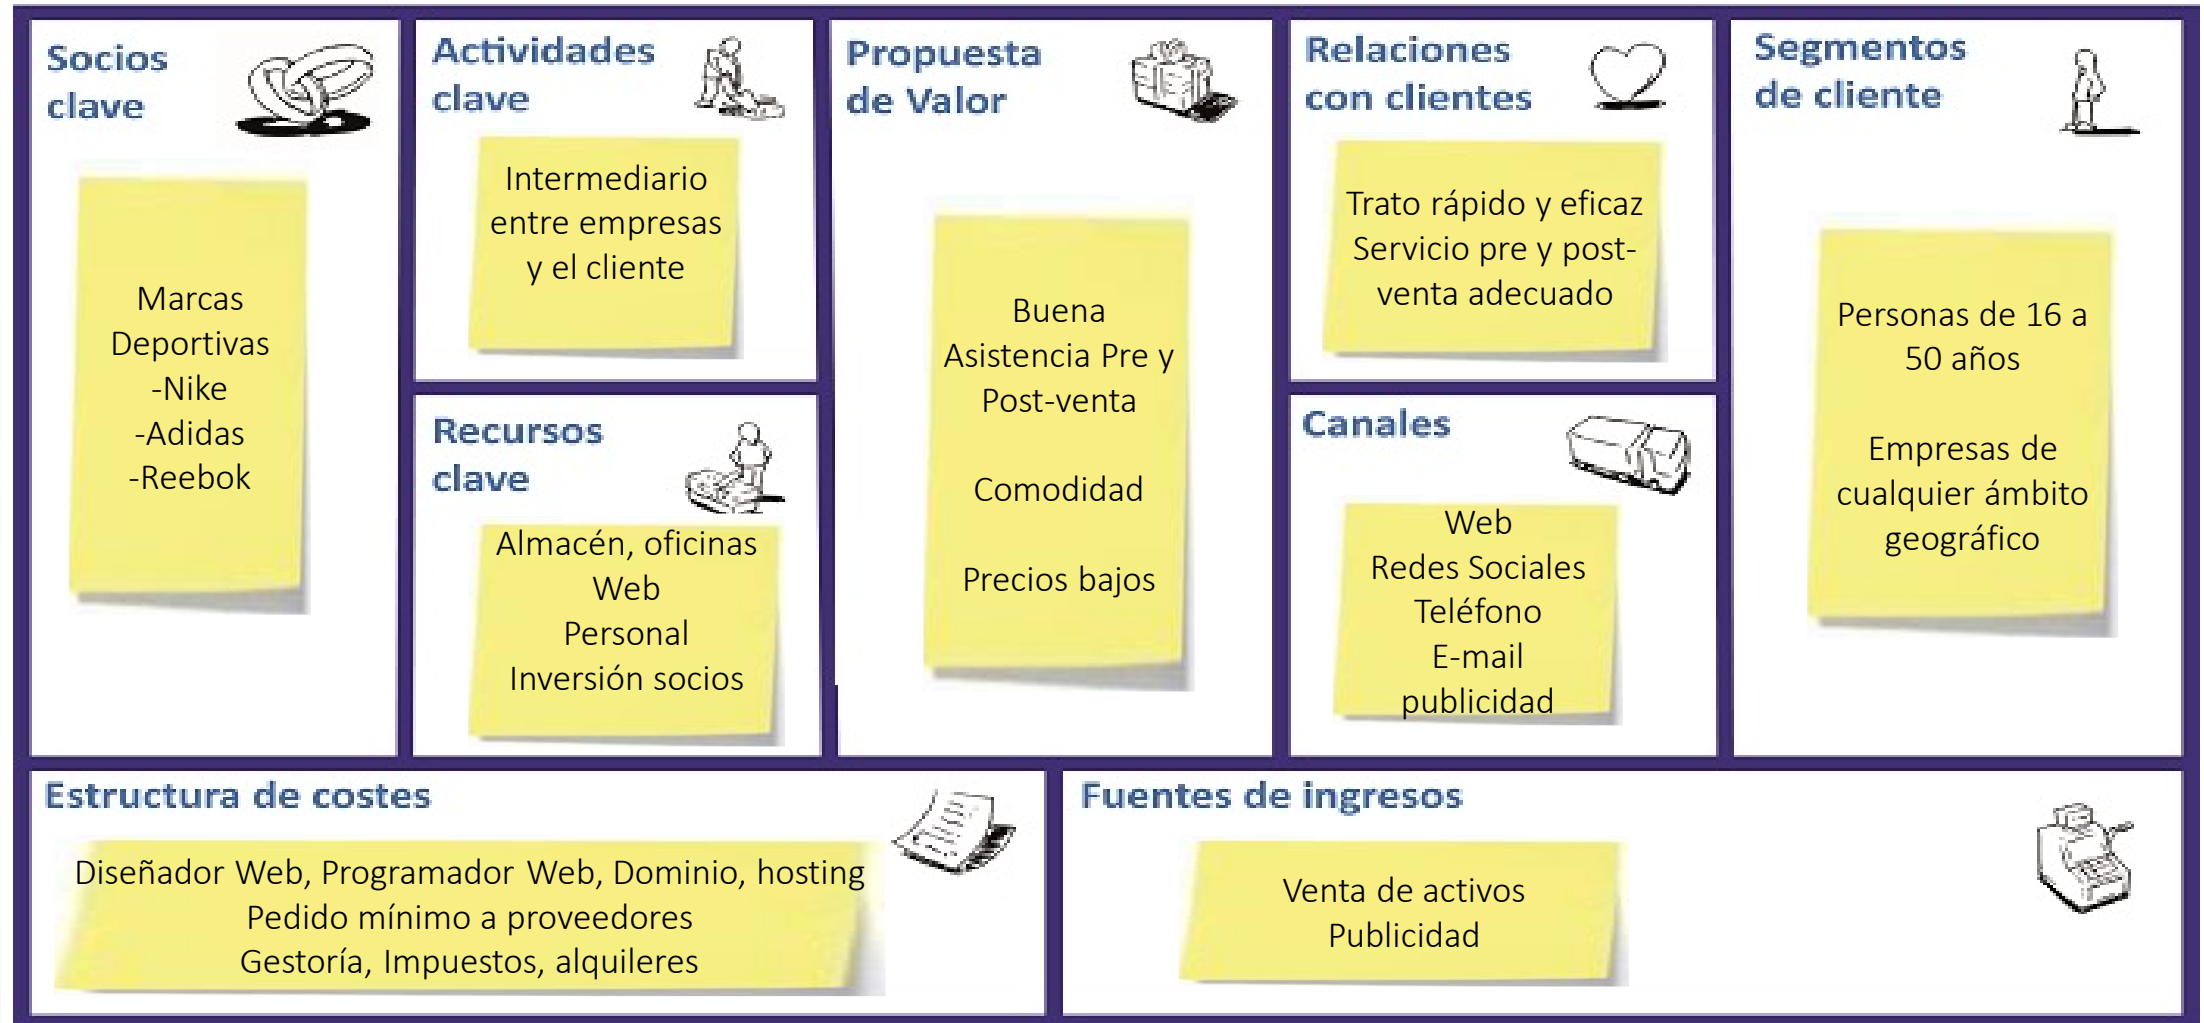 Socios
clave
Marcas
Deportivas
-Nike
-Adidas
-Reebok
Actividades
clave
Intermediario
entre empresas
y el cliente
Recursos
clave
Almacén, oficinas
Web
Personal
Inversión socios
Propuesta
de Valor
Buena
Asistencia Pre y
Post-venta
Comodidad
Precios bajos
Relaciones
con clientes
Trato rápido y eficaz
Servicio pre y post-
venta adecuado
Canales
Web
Redes Sociales
Teléfono
E-mail
publicidad
Segmentos
de cliente
Personas de 16 a
50 años
Empresas de
cualquier ámbito
geográfico
Estructura de costes
Diseñador Web, Programador Web, Dominio, hosting
Pedido mínimo a proveedores
Gestoría, Impuestos, alquileres
Fuentes de ingresos
Venta de activos
Publicidad